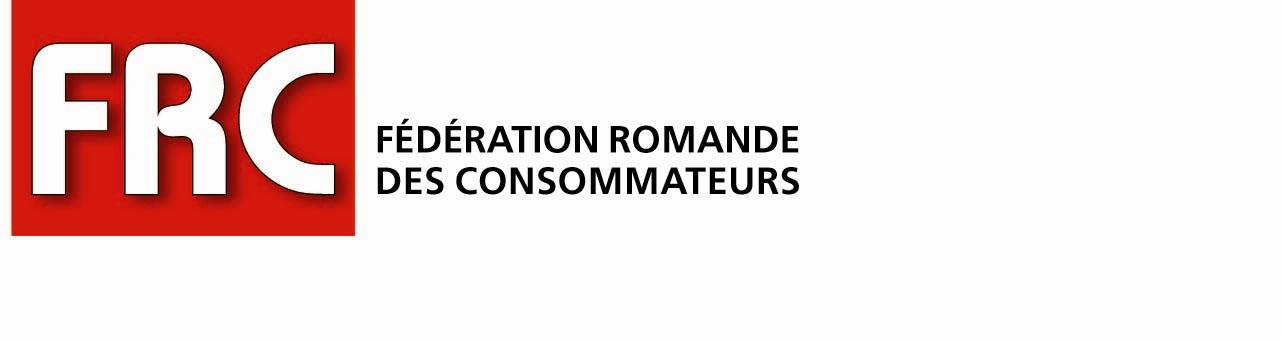 FRC
FÉDÉRATION ROMANDE
DES CONSOMMATEURS